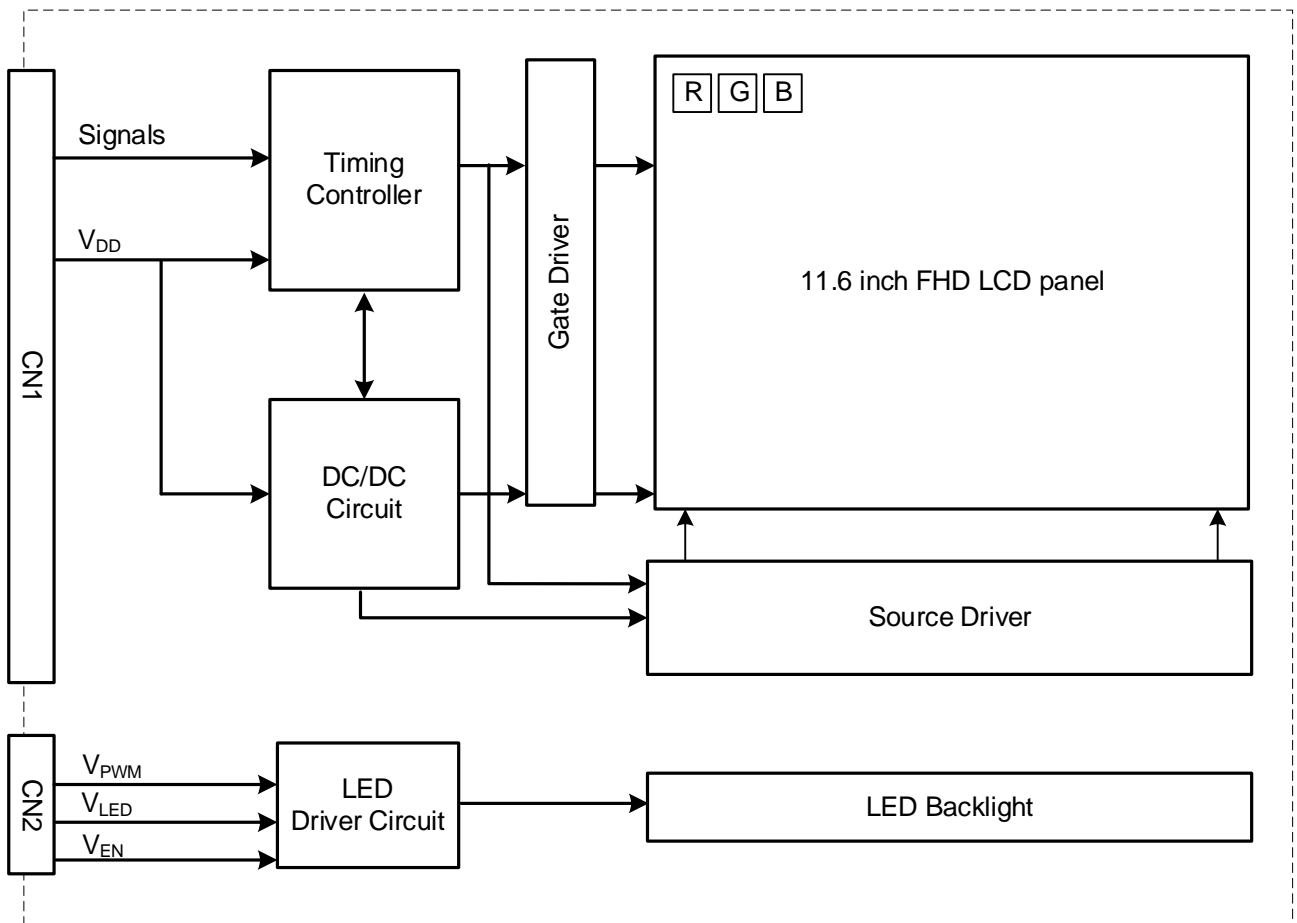 R G B
Signals
Timing
Controller
V_DD
Gate Driver
11.6 inch FHD LCD panel
CN1
DC/DC
Circuit
Source Driver
CN2
V_PWM
V_LED
V_EN
LED
Driver Circuit
LED Backlight